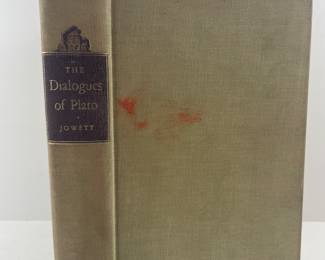 THE
Dialogues
of Plato
JOWETT